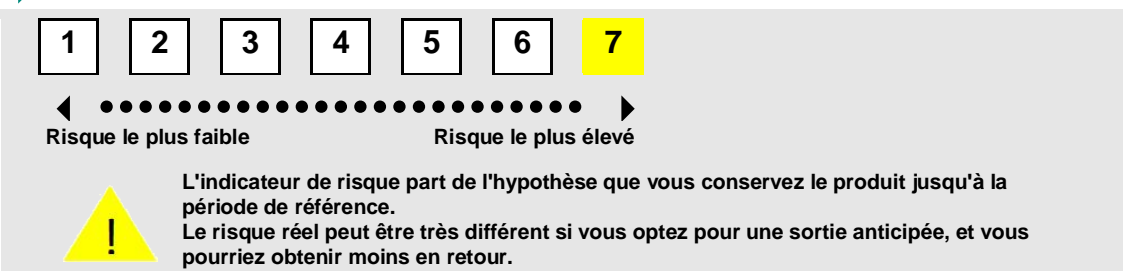 1 2 3 4 5 6 7
Risque le plus faible Risque le plus élevé
!
L'indicateur de risque part de l'hypothèse que vous conservez le produit jusqu'à la
période de référence.
Le risque réel peut être très différent si vous optez pour une sortie anticipée, et vous
pourriez obtenir moins en retour.